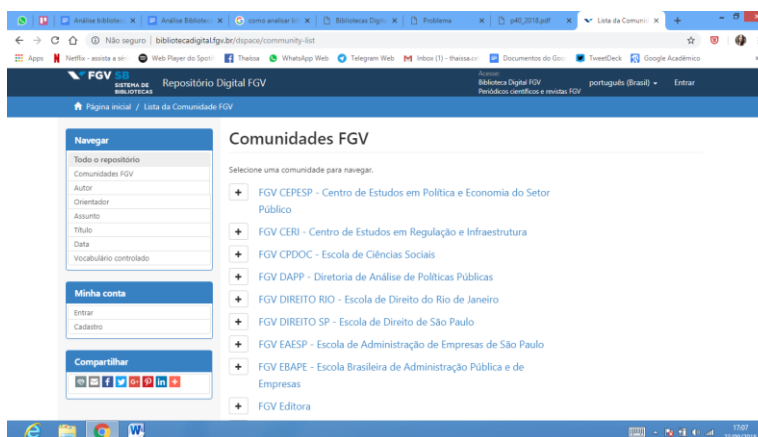 Análise bibliotec
Análise Bibliotec
como analisar bi
Bibliotecas Digita
Problema
p40_2018.pdf
Lista da Comunid
Não seguro | bibliotecadigital.fgv.br/dspace/community-list
Apps
Netflix - assista a séri
Web Player do Spotif
Thaissa
WhatsApp Web
Telegram Web
Inbox (1) - thaissa.co
Documentos do Goo
TweetDeck
Google Acadêmico
FGV SB
SISTEMA DE
BIBLIOTECAS
Repositório Digital FGV
Acesse:
Biblioteca Digital FGV
Periódicos científicos e revistas FGV
português (Brasil)
Entrar
Página inicial / Lista da Comunidade FGV
Navegar
Todo o repositório
Comunidades FGV
Autor
Orientador
Assunto
Título
Data
Vocabulário controlado
Minha conta
Entrar
Cadastro
Compartilhar
Comunidades FGV
Selecione uma comunidade para navegar.
FGV CEPESP - Centro de Estudos em Política e Economia do Setor
Público
FGV CERI - Centro de Estudos em Regulação e Infraestrutura
FGV CPDOC - Escola de Ciências Sociais
FGV DAPP - Diretoria de Análise de Políticas Públicas
FGV DIREITO RIO - Escola de Direito do Rio de Janeiro
FGV DIREITO SP - Escola de Direito de São Paulo
FGV EAESP - Escola de Administração de Empresas de São Paulo
FGV EBAPE - Escola Brasileira de Administração Pública e de
Empresas
FGV Editora
17:07